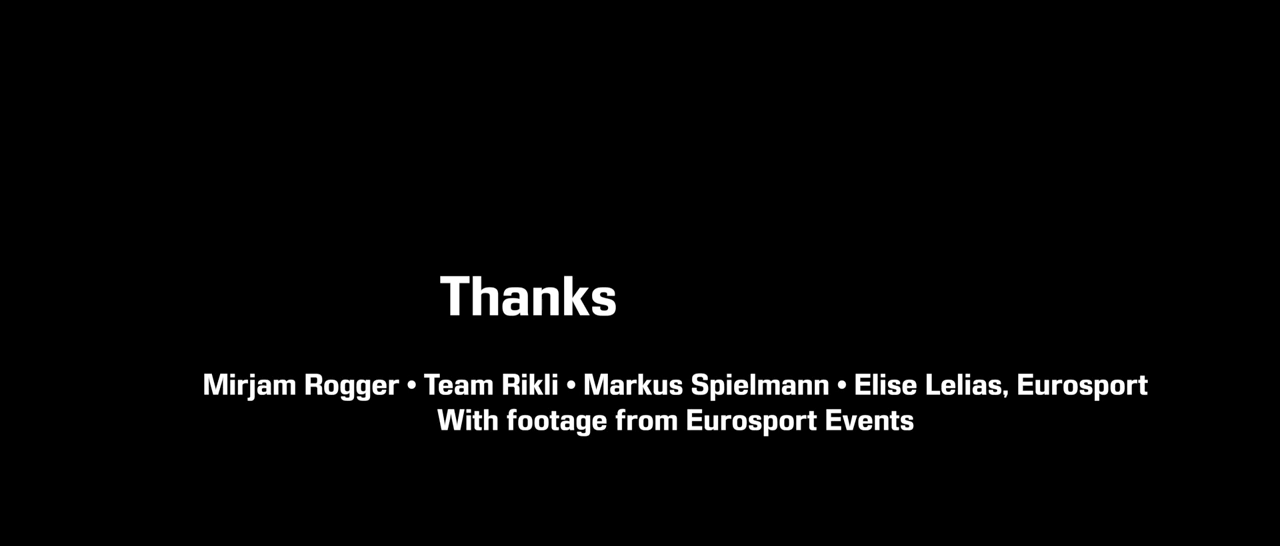 Thanks
Mirjam Rogger • Team Rikli • Markus Spielmann • Elise Lelias, Eurosport
With footage from Eurosport Events